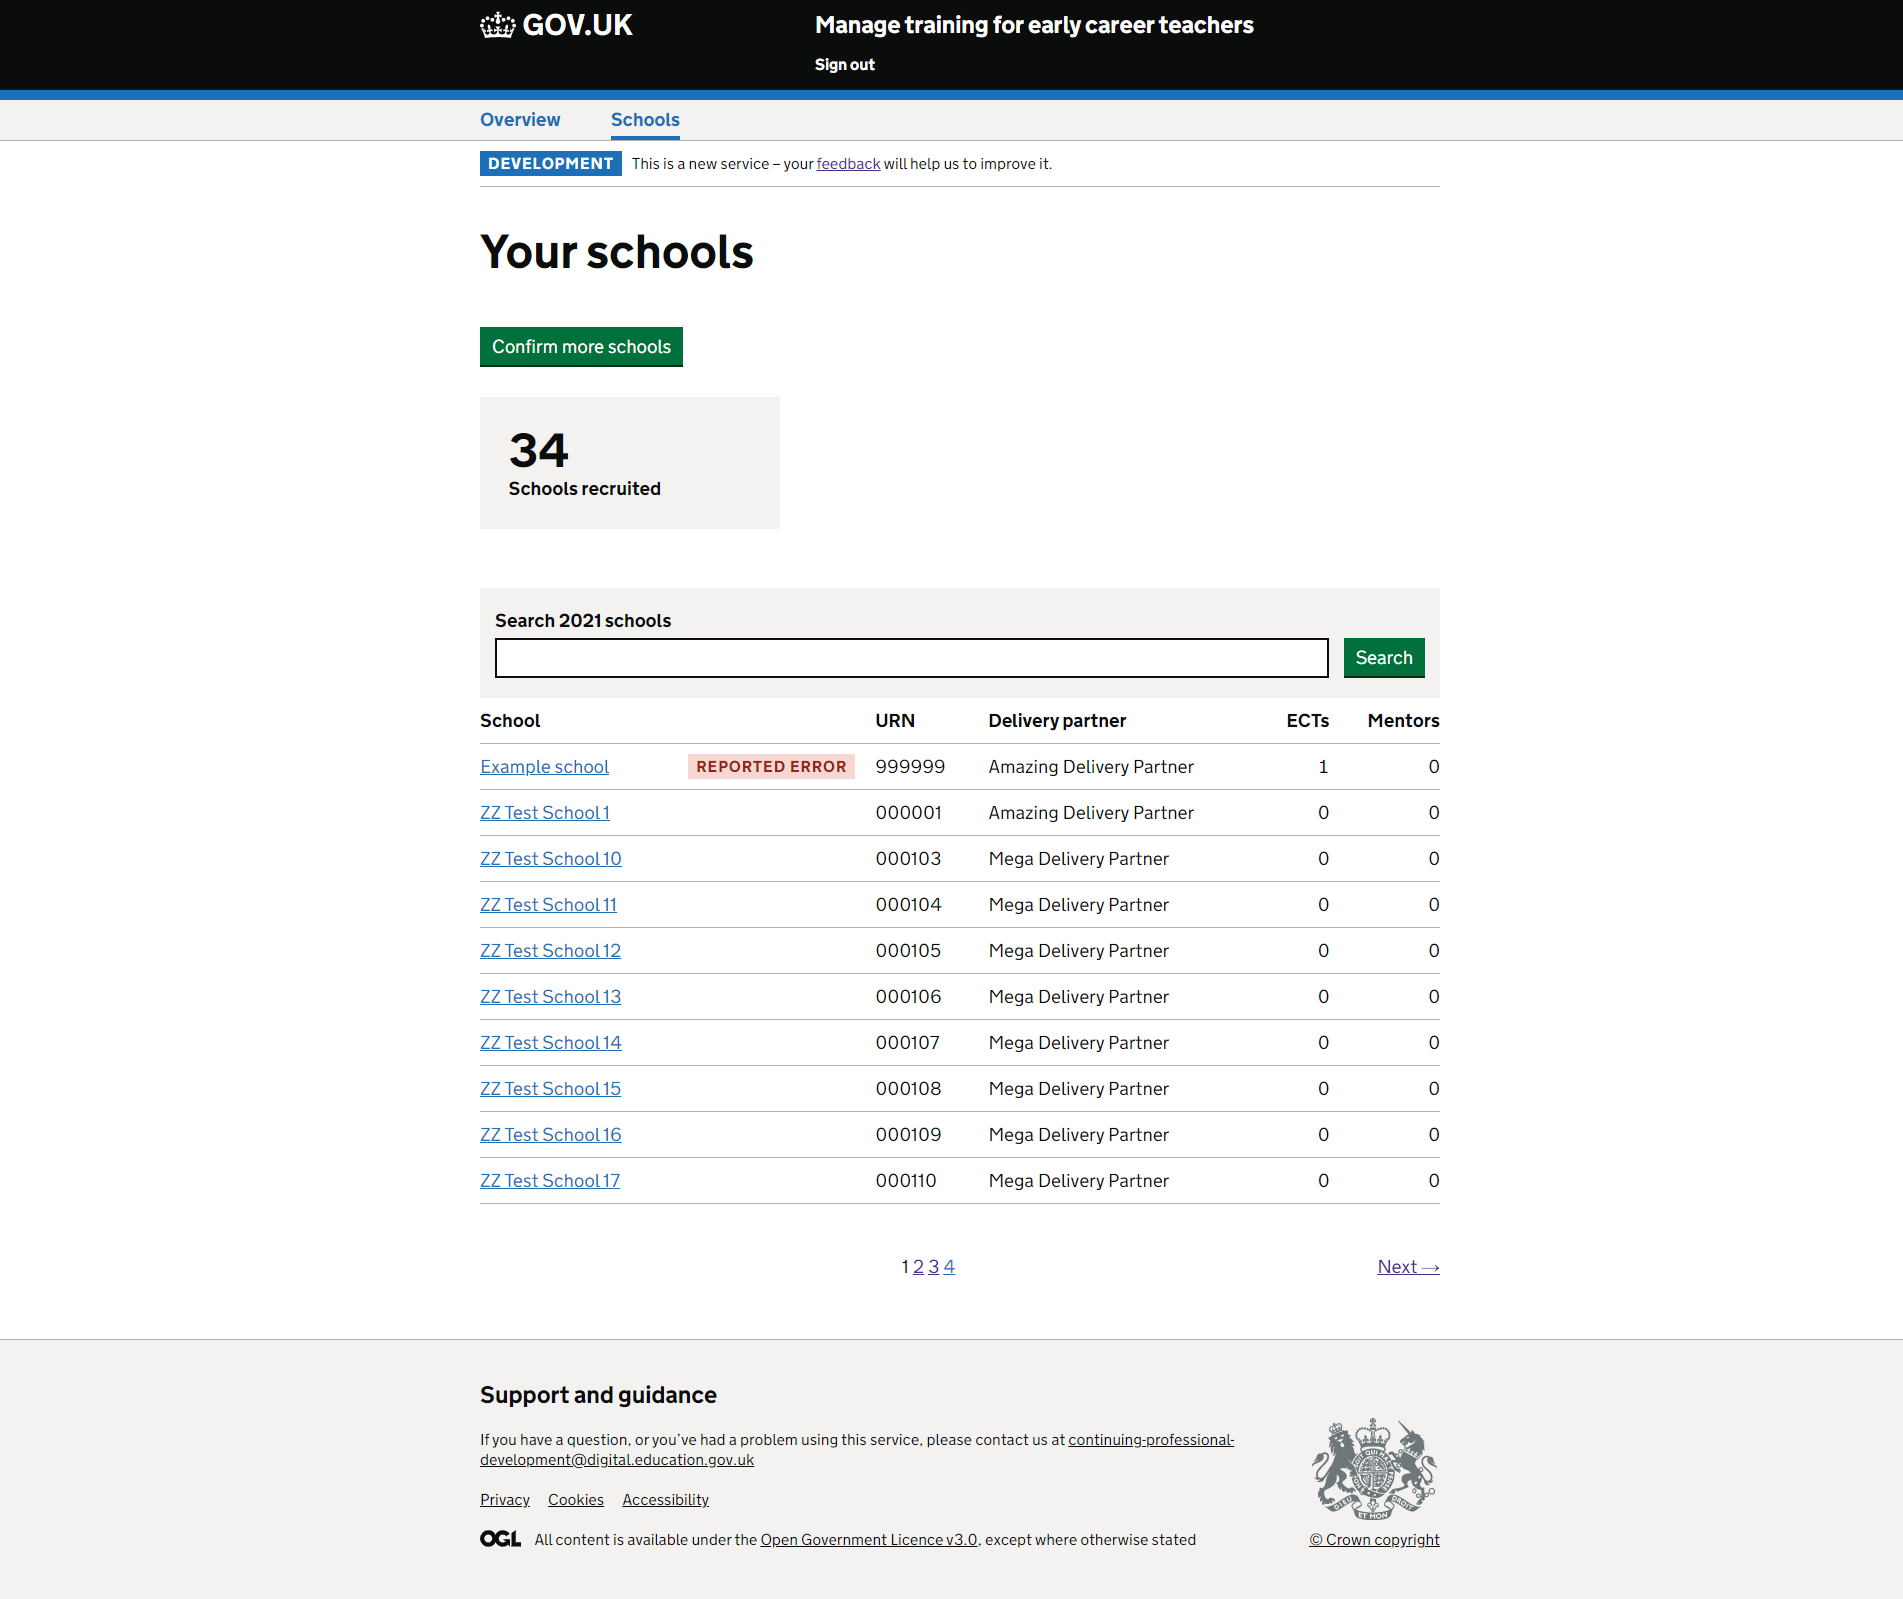 GOV.UK
Manage training for early career teachers
Sign out
Overview Schools
DEVELOPMENT This is a new service – your feedback will help us to improve it.
Your schools
Confirm more schools
34
Schools recruited
Search 2021 schools
Search
School URN Delivery partner ECTs Mentors
Example school REPORTED ERROR 999999 Amazing Delivery Partner 1 0
ZZ Test School 1 000001 Amazing Delivery Partner 0 0
ZZ Test School 10 000103 Mega Delivery Partner 0 0
ZZ Test School 11 000104 Mega Delivery Partner 0 0
ZZ Test School 12 000105 Mega Delivery Partner 0 0
ZZ Test School 13 000106 Mega Delivery Partner 0 0
ZZ Test School 14 000107 Mega Delivery Partner 0 0
ZZ Test School 15 000108 Mega Delivery Partner 0 0
ZZ Test School 16 000109 Mega Delivery Partner 0 0
ZZ Test School 17 000110 Mega Delivery Partner 0 0
1 2 3 4 Next →
Support and guidance
If you have a question, or you’ve had a problem using this service, please contact us at continuing-professional-
development@digital.education.gov.uk
Privacy Cookies Accessibility
OGL All content is available under the Open Government Licence v3.0, except where otherwise stated
DIEU ET MON DROIT
© Crown copyright